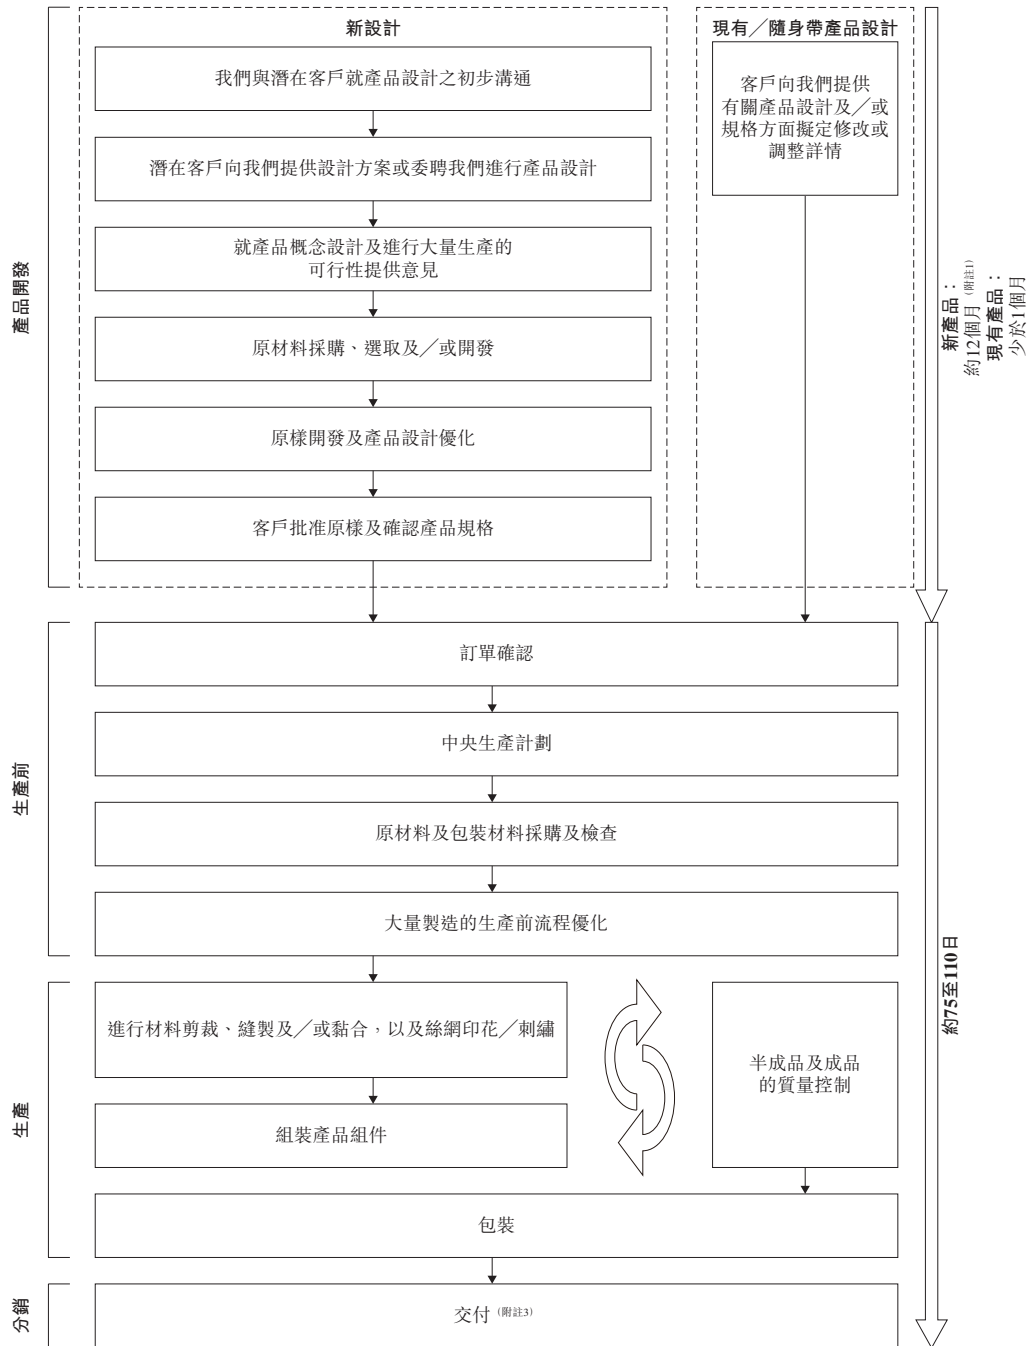 新設計
現有／隨身帶產品設計
我們與潛在客戶就產品設計之初步溝通
潛在客戶向我們提供設計方案或委聘我們進行產品設計
就產品概念設計及進行大量生產的
可行性提供意見
原材料採購、選取及／或開發
原樣開發及產品設計優化
客戶批准原樣及確認產品規格
客戶向我們提供
有關產品設計及／或
規格方面擬定修改或
調整詳情
產品開發
新產品：
約12個月（附註1）
現有產品：
少於1個月
訂單確認
中央生產計劃
原材料及包裝材料採購及檢查
大量製造的生產前流程優化
生產前
進行材料剪裁、縫製及／或黏合，以及絲網印花／刺繡
組裝產品組件
半成品及成品
的質量控制
包裝
生產
交付（附註3）
分銷
約75至110日